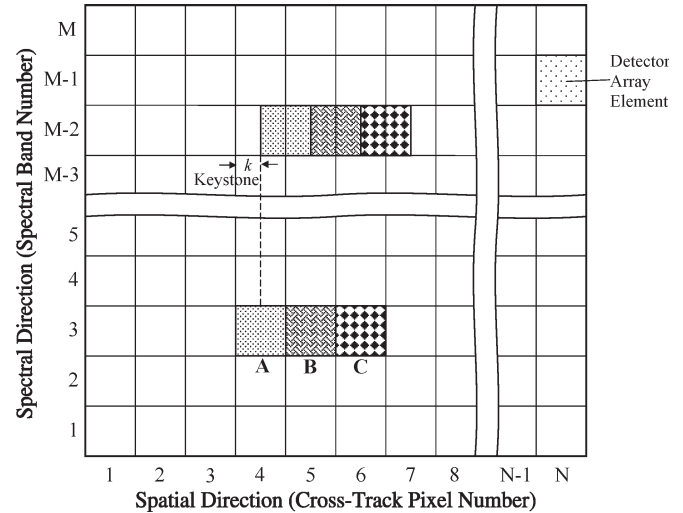 M
M-1
M-2
M-3
5
4
3
2
1
Spectral Direction (Spectral Band Number)
Detector
Array
Element
k
Keystone
A B C
1 2 3 4 5 6 7 8 N-1 N
Spatial Direction (Cross-Track Pixel Number)